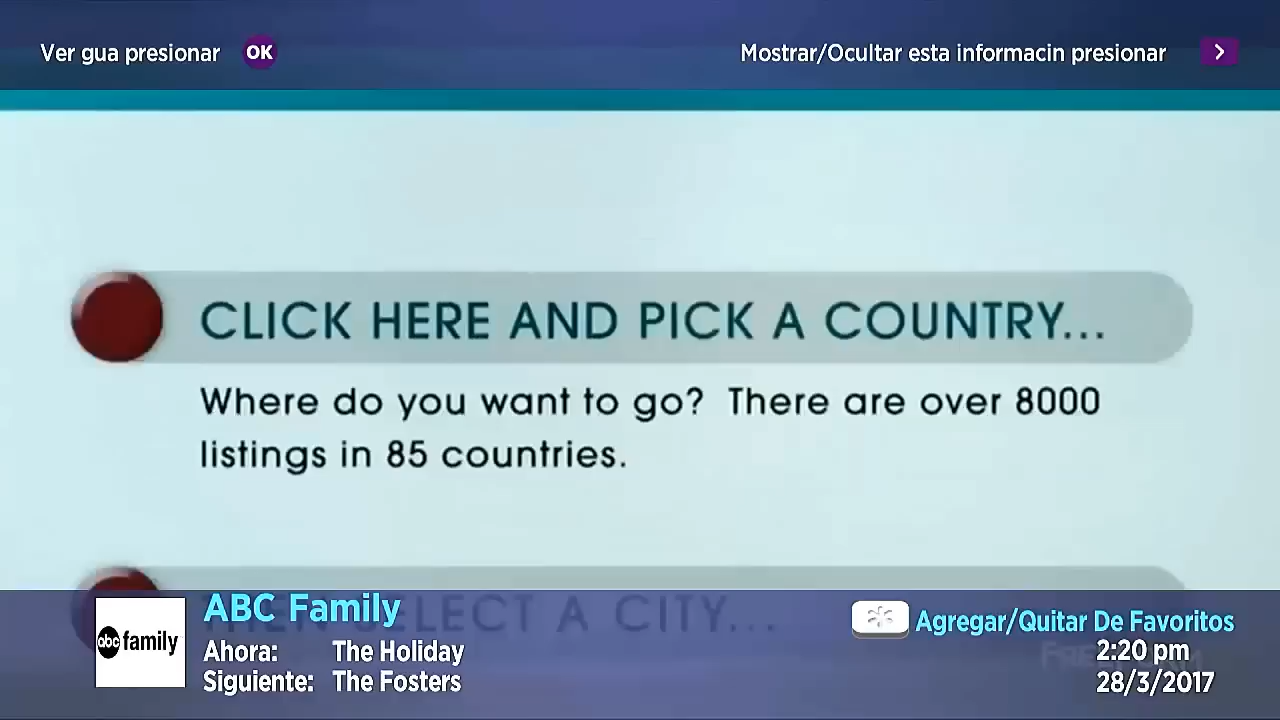 Ver gua presionar OK
Mostrar/Ocultar esta informacin presionar
CLICK HERE AND PICK A COUNTRY...
Where do you want to go? There are over 8000
listings in 85 countries.
SELECT A CITY...
abc family
ABC Family
Agregar/Quitar De Favoritos
Ahora: The Holiday
2:20 pm
Siguiente: The Fosters
28/3/2017